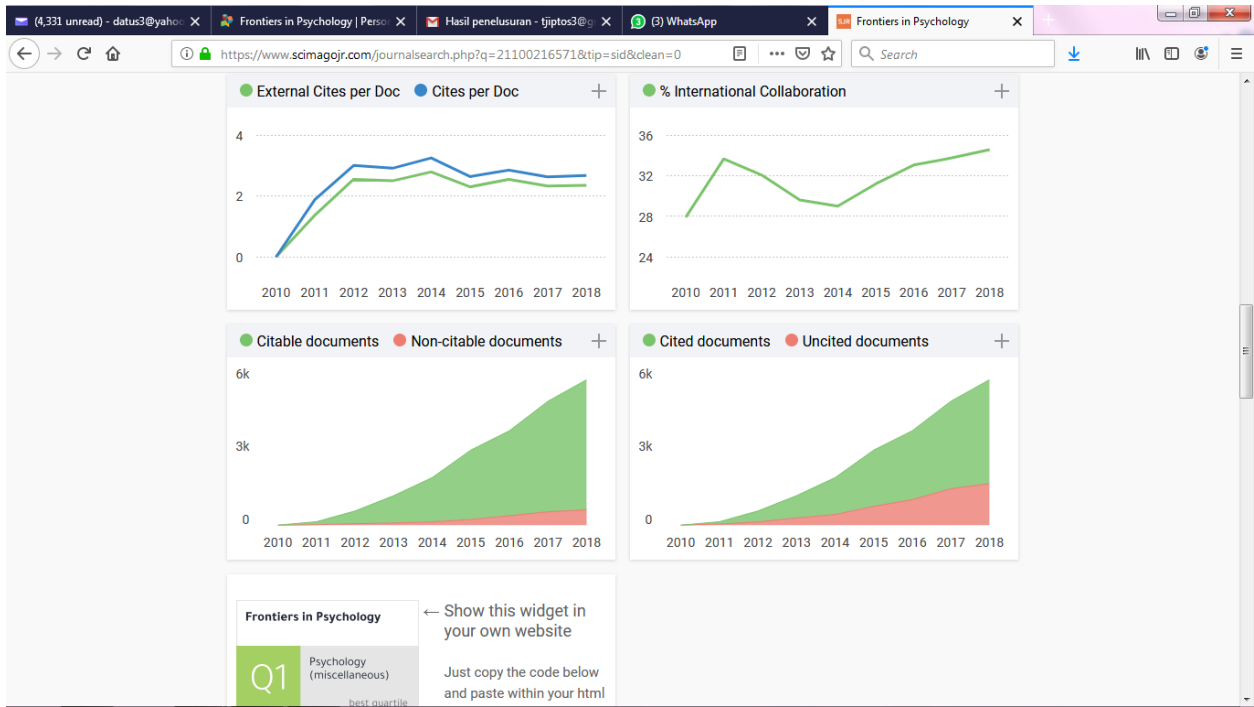 (4,331 unread) - datus3@yahoo
Frontiers in Psychology | Person
Hasil penelusuran - tjiptos3@g
(3) WhatsApp
SJR Frontiers in Psychology
https://www.scimagojr.com/journalsearch.php?q=21100216571&tip=sid&clean=0
Search
External Cites per Doc Cites per Doc
4
2
0
2010 2011 2012 2013 2014 2015 2016 2017 2018
% International Collaboration
36
32
28
24
2010 2011 2012 2013 2014 2015 2016 2017 2018
Citable documents Non-citable documents
6k
3k
0
2010 2011 2012 2013 2014 2015 2016 2017 2018
Cited documents Uncited documents
6k
3k
0
2010 2011 2012 2013 2014 2015 2016 2017 2018
Frontiers in Psychology
Q1
Psychology
(miscellaneous)
best quartile
← Show this widget in
your own website
Just copy the code below
and paste within your html